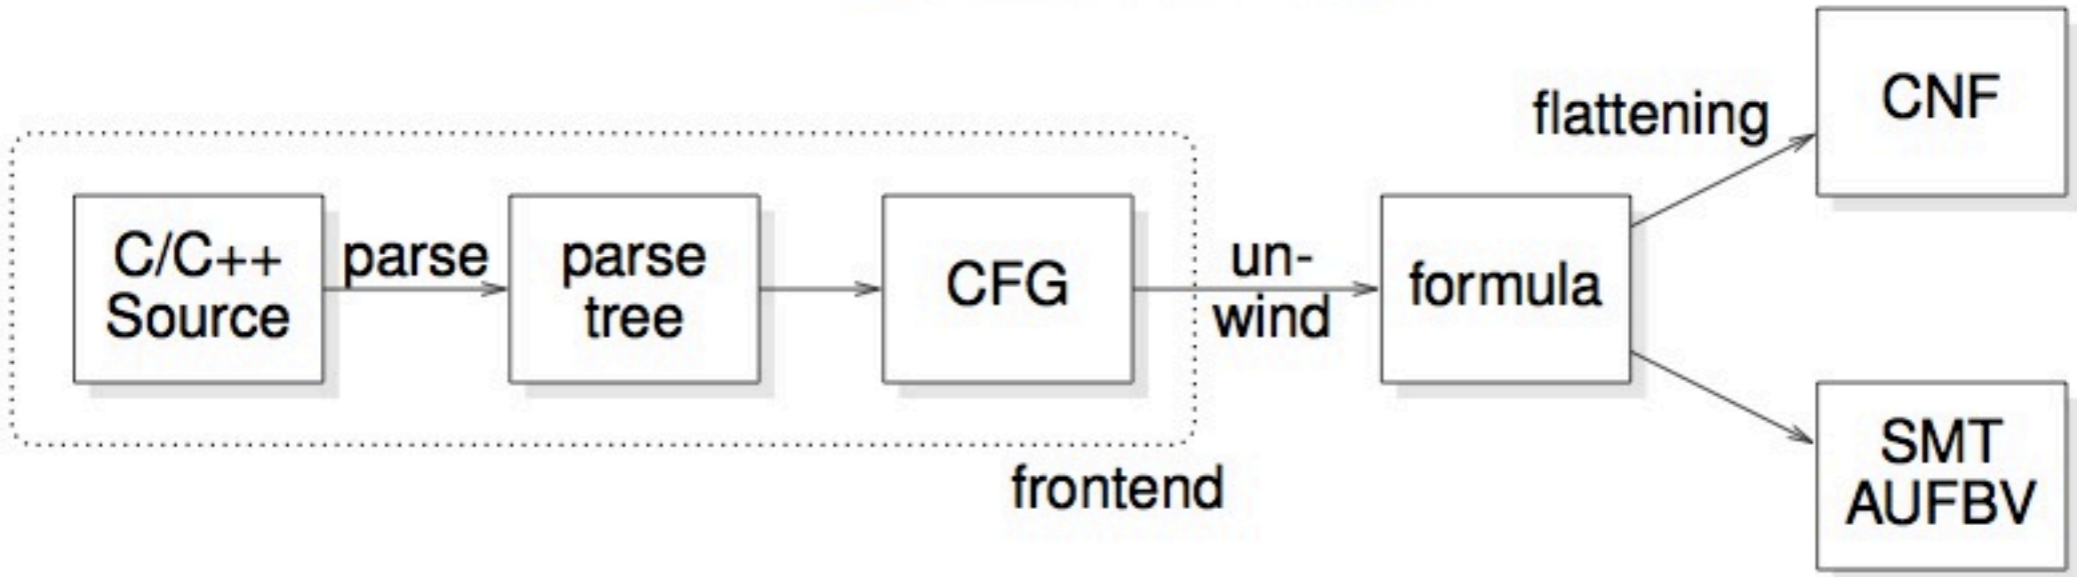 C/C++
Source
parse
parse
tree
CFG
un-
wind
formula
flattening
CNF
SMT
AUFBV
frontend